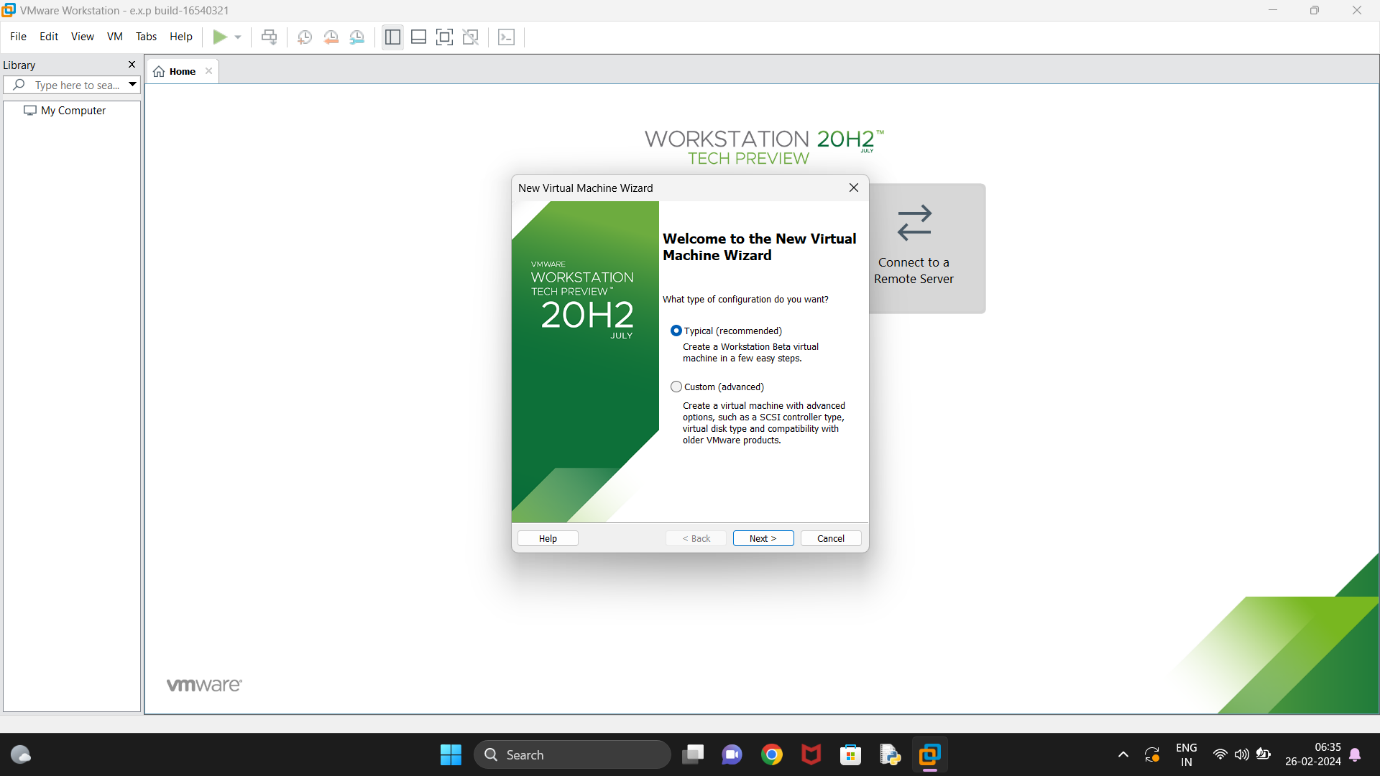 VMware Workstation - e.x.p build-16540321
File Edit View VM Tabs Help
Library
Type here to sea...
My Computer
Home
WORKSTATION 20H2™
JULY
TECH PREVIEW
New Virtual Machine Wizard
VMWARE
WORKSTATION
TECH PREVIEW™
20H2
JULY
Welcome to the New Virtual
Machine Wizard
What type of configuration do you want?
Typical (recommended)
Create a Workstation Beta virtual
machine in a few easy steps.
Custom (advanced)
Create a virtual machine with advanced
options, such as a SCSI controller type,
virtual disk type and compatibility with
older VMware products.
Help < Back Next > Cancel
Connect to a
Remote Server
vmware®
Search
ENG
IN
06:35
26-02-2024